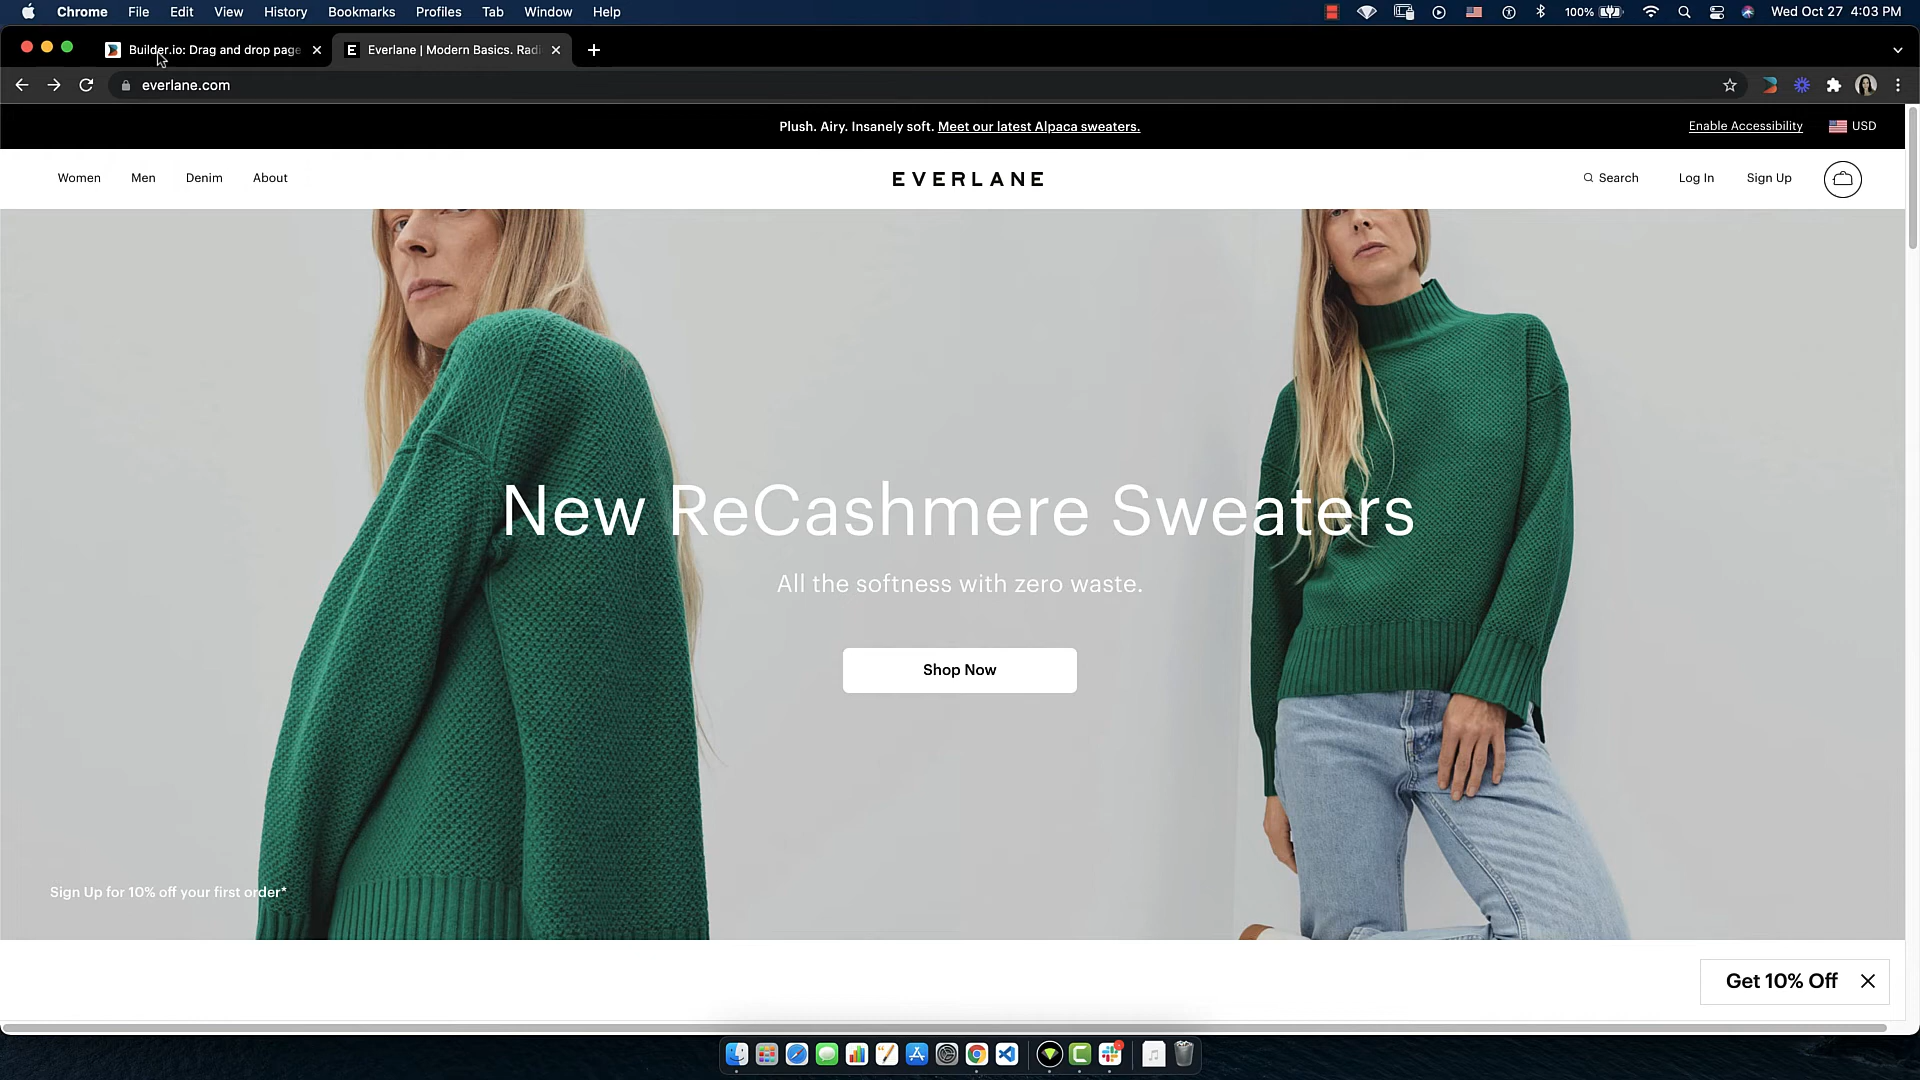 Chrome File Edit View History Bookmarks Profiles Tab Window Help 100% Wed Oct 27 4:03 PM
Builder.io: Drag and drop page
Everlane | Modern Basics. Radi
everlane.com
Plush. Airy. Insanely soft. Meet our latest Alpaca sweaters.
Enable Accessibility
USD
Women Men Denim About
EVERLANE
Search Log In Sign Up
New ReCashmere Sweaters
All the softness with zero waste.
Shop Now
Sign Up for 10% off your first order*
Get 10% Off